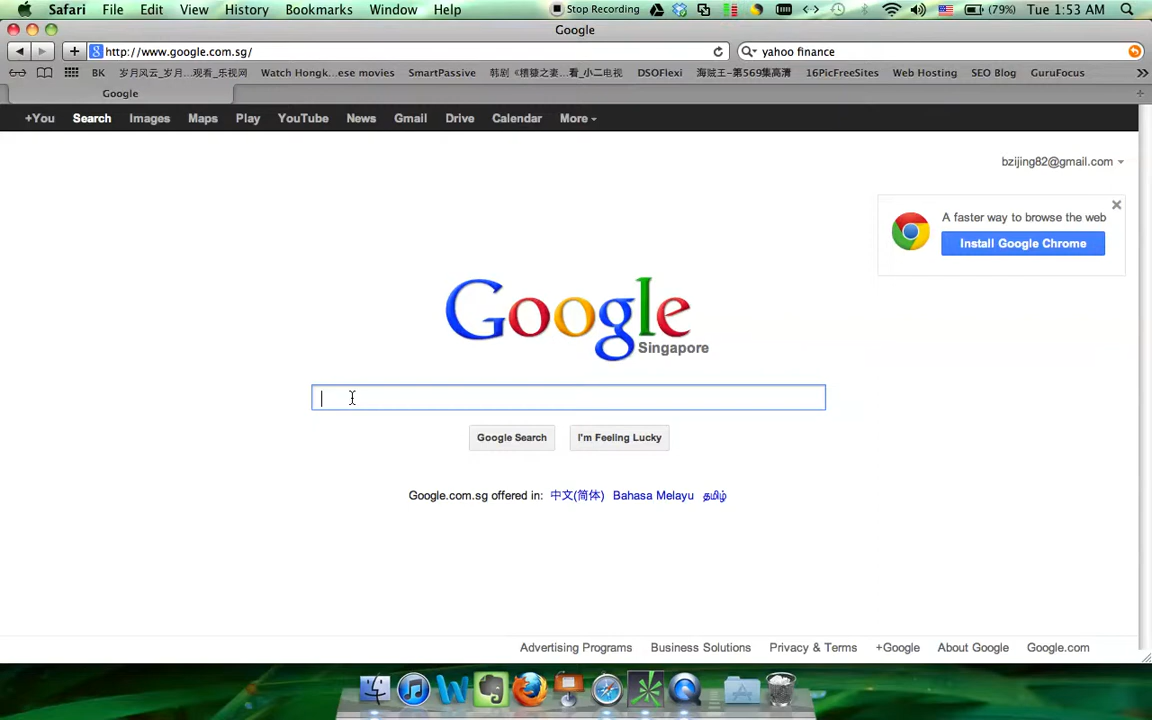 Safari File Edit View History Bookmarks Window Help Stop Recording (79%) Tue 1:53 AM
Google
http://www.google.com.sg/ yahoo finance
BK 岁月风云_岁月...观看_乐视网 Watch Hongk...ese movies SmartPassive 韩剧《糟糠之妻...看_小二电视 DSOFlexi 海贼王-第569集高清 16PicFreeSites Web Hosting SEO Blog GuruFocus
Google
+You Search Images Maps Play YouTube News Gmail Drive Calendar More
bzijing82@gmail.com
A faster way to browse the web
Install Google Chrome
Google
Singapore
Google Search I'm Feeling Lucky
Google.com.sg offered in: 中文(简体) Bahasa Melayu தமிழ்
Advertising Programs Business Solutions Privacy & Terms +Google About Google Google.com